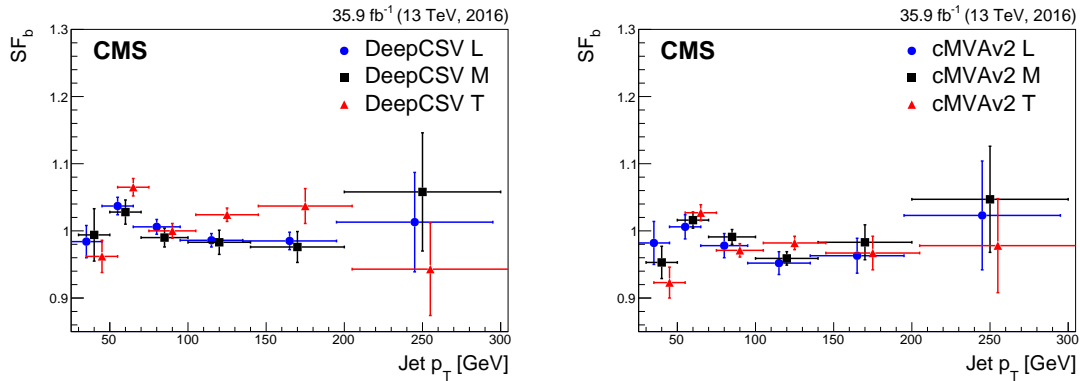 35.9 fb⁻¹ (13 TeV, 2016)
CMS
DeepCSV L
DeepCSV M
DeepCSV T
SF_b
1.3
1.2
1.1
1
0.9
50 100 150 200 250 300
Jet p_T [GeV]
35.9 fb⁻¹ (13 TeV, 2016)
CMS
cMVAv2 L
cMVAv2 M
cMVAv2 T
SF_b
1.3
1.2
1.1
1
0.9
50 100 150 200 250 300
Jet p_T [GeV]